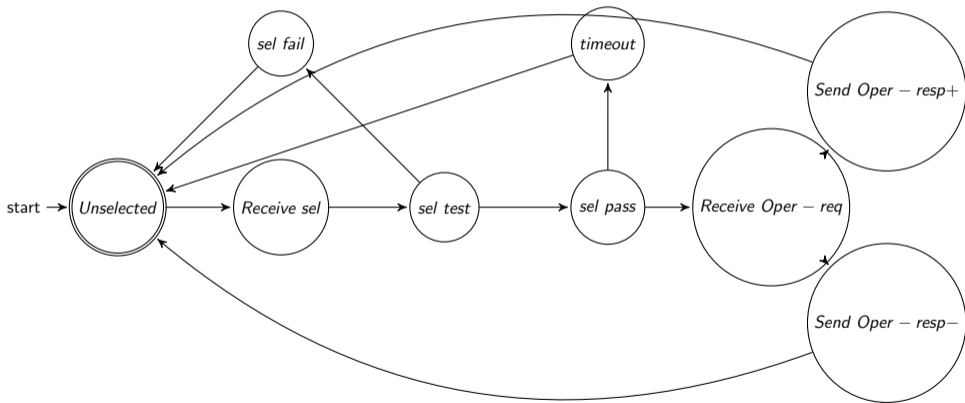 sel fail
timeout
Send Oper − resp+
start
Unselected
Receive sel
sel test
sel pass
Receive Oper − req
Send Oper − resp−